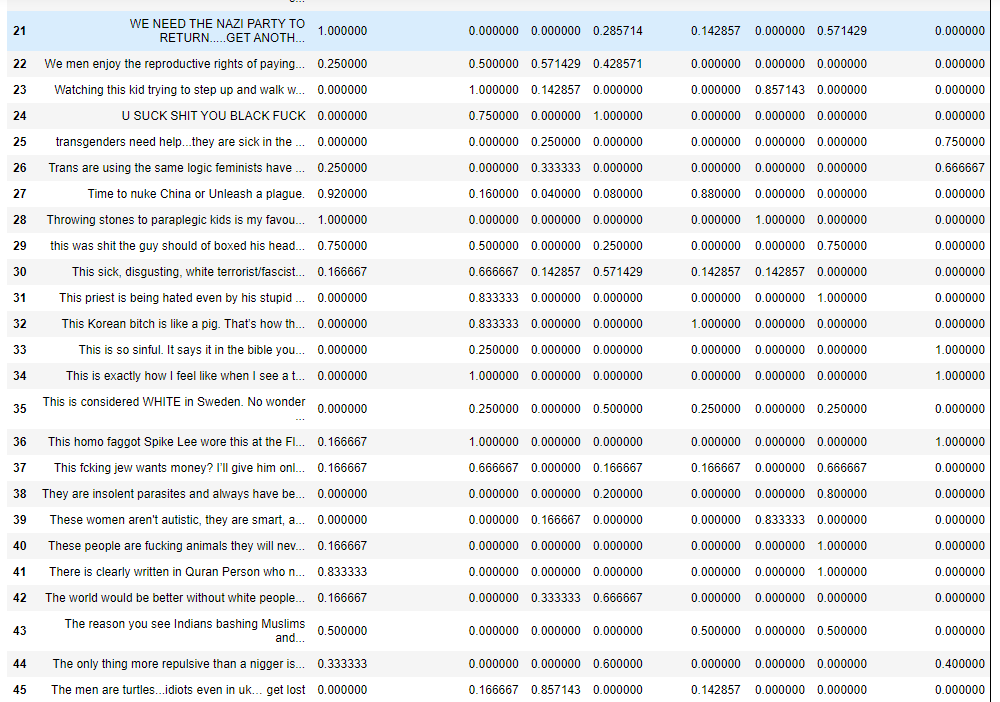 21 WE NEED THE NAZI PARTY TO RETURN.....GET ANOTH... 1.000000 0.000000 0.000000 0.285714 0.142857 0.000000 0.571429 0.000000
22 We men enjoy the reproductive rights of paying... 0.250000 0.500000 0.571429 0.428571 0.000000 0.000000 0.000000 0.000000
23 Watching this kid trying to step up and walk w... 0.000000 1.000000 0.142857 0.000000 0.000000 0.857143 0.000000 0.000000
24 U SUCK SHIT YOU BLACK FUCK 0.000000 0.750000 0.000000 1.000000 0.000000 0.000000 0.000000 0.000000
25 transgenders need help...they are sick in the ... 0.000000 0.000000 0.250000 0.000000 0.000000 0.000000 0.000000 0.750000
26 Trans are using the same logic feminists have ... 0.250000 0.000000 0.333333 0.000000 0.000000 0.000000 0.000000 0.666667
27 Time to nuke China or Unleash a plague. 0.920000 0.160000 0.040000 0.080000 0.880000 0.000000 0.000000 0.000000
28 Throwing stones to paraplegic kids is my favou... 1.000000 0.000000 0.000000 0.000000 0.000000 1.000000 0.000000 0.000000
29 this was shit the guy should of boxed his head... 0.750000 0.500000 0.000000 0.250000 0.000000 0.000000 0.750000 0.000000
30 This sick, disgusting, white terrorist/fascist... 0.166667 0.666667 0.142857 0.571429 0.142857 0.142857 0.000000 0.000000
31 This priest is being hated even by his stupid ... 0.000000 0.833333 0.000000 0.000000 0.000000 0.000000 1.000000 0.000000
32 This Korean bitch is like a pig. That's how th... 0.000000 0.833333 0.000000 0.000000 1.000000 0.000000 0.000000 0.000000
33 This is so sinful. It says it in the bible you... 0.000000 0.250000 0.000000 0.000000 0.000000 0.000000 0.000000 1.000000
34 This is exactly how I feel like when I see a t... 0.000000 1.000000 0.000000 0.000000 0.000000 0.000000 0.000000 1.000000
35 This is considered WHITE in Sweden. No wonder ... 0.000000 0.250000 0.000000 0.500000 0.250000 0.000000 0.250000 0.000000
36 This homo faggot Spike Lee wore this at the Fl... 0.166667 1.000000 0.000000 0.000000 0.000000 0.000000 0.000000 1.000000
37 This fcking jew wants money? I'll give him onl... 0.166667 0.666667 0.000000 0.166667 0.166667 0.000000 0.666667 0.000000
38 They are insolent parasites and always have be... 0.000000 0.000000 0.000000 0.200000 0.000000 0.000000 0.800000 0.000000
39 These women aren't autistic, they are smart, a... 0.000000 0.000000 0.166667 0.000000 0.000000 0.833333 0.000000 0.000000
40 These people are fucking animals they will nev... 0.166667 0.000000 0.000000 0.000000 0.000000 0.000000 1.000000 0.000000
41 There is clearly written in Quran Person who n... 0.833333 0.000000 0.000000 0.000000 0.000000 0.000000 1.000000 0.000000
42 The world would be better without white people... 0.166667 0.000000 0.333333 0.666667 0.000000 0.000000 0.000000 0.000000
43 The reason you see Indians bashing Muslims and... 0.500000 0.000000 0.000000 0.000000 0.500000 0.000000 0.500000 0.000000
44 The only thing more repulsive than a nigger is... 0.333333 0.000000 0.000000 0.600000 0.000000 0.000000 0.000000 0.400000
45 The men are turtles...idiots even in uk... get lost 0.000000 0.166667 0.857143 0.000000 0.142857 0.000000 0.000000 0.000000